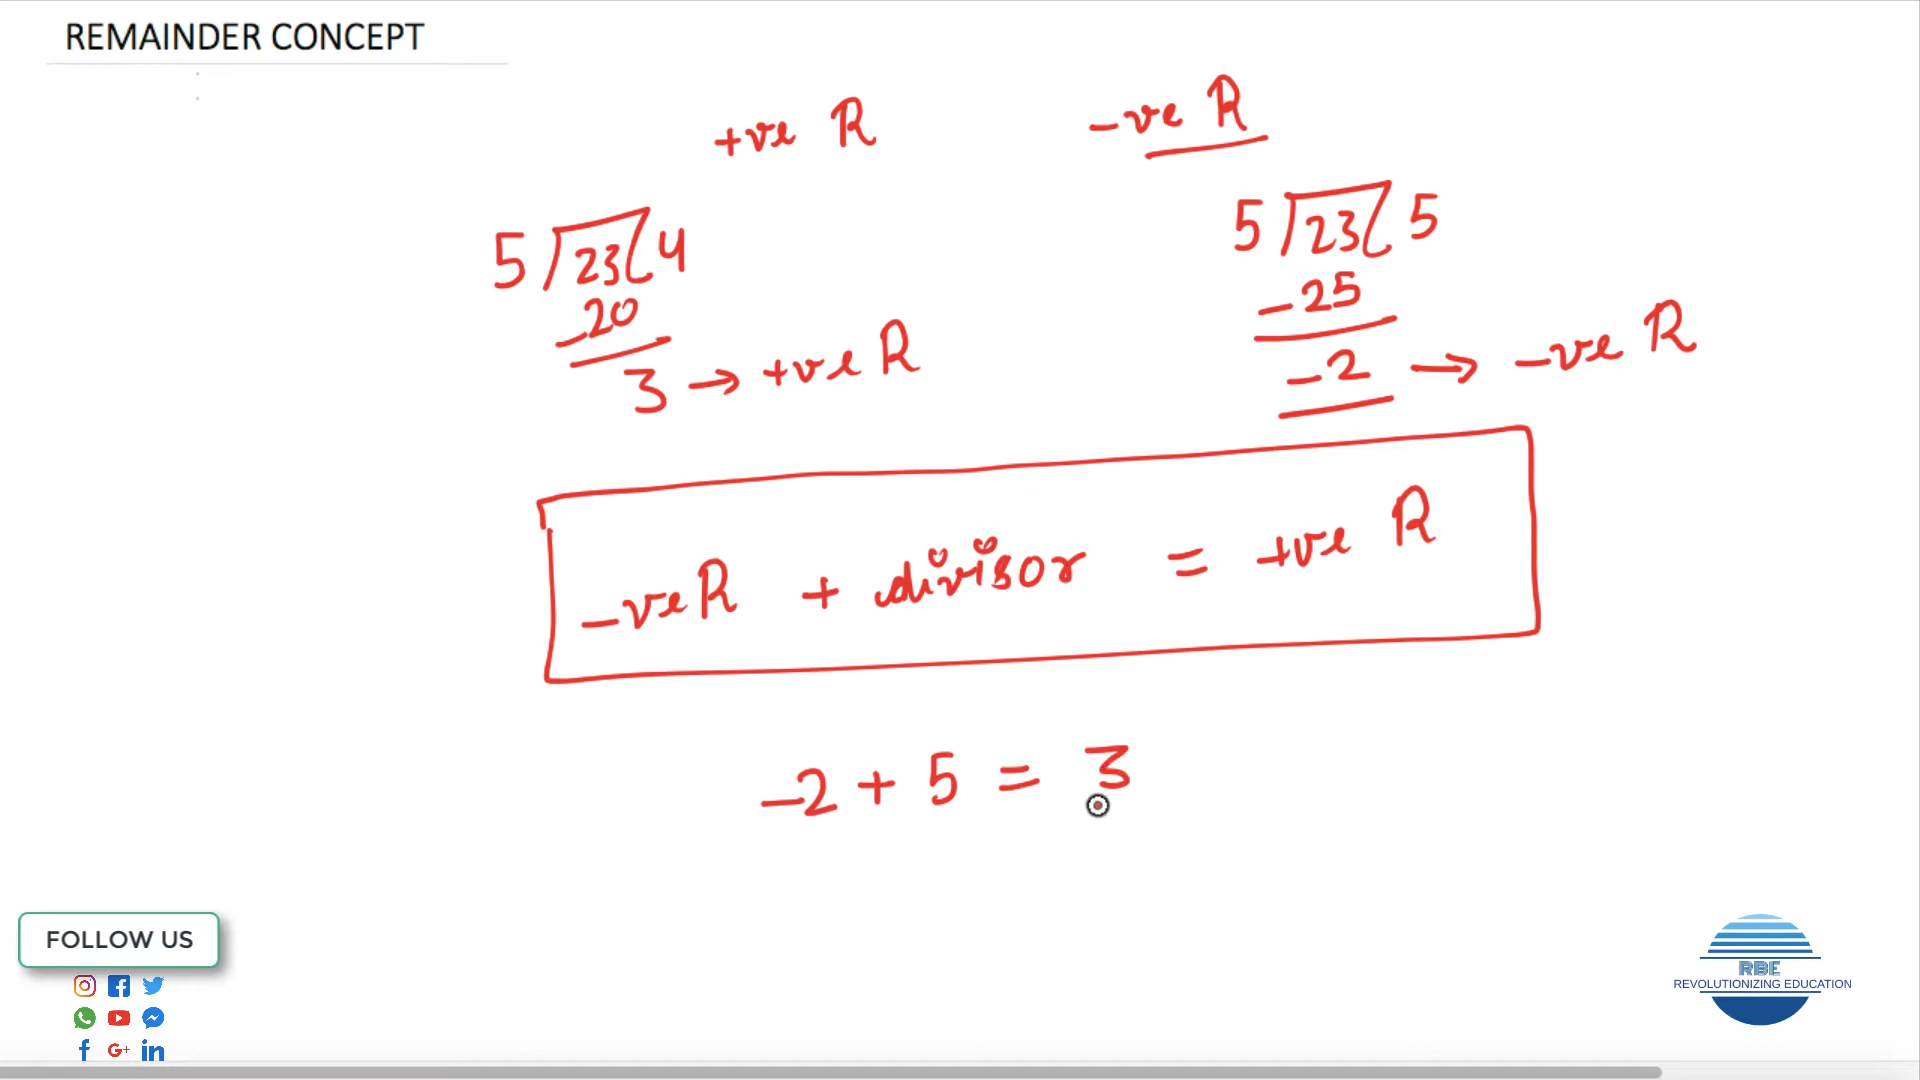 REMAINDER CONCEPT
+ve R
-ve R
5 ) 23 ( 4
-20
3 → +ve R
5 ) 23 ( 5
-25
-2 → -ve R
-ve R + divisor = +ve R
-2 + 5 = 3
FOLLOW US
RBE
REVOLUTIONIZING EDUCATION